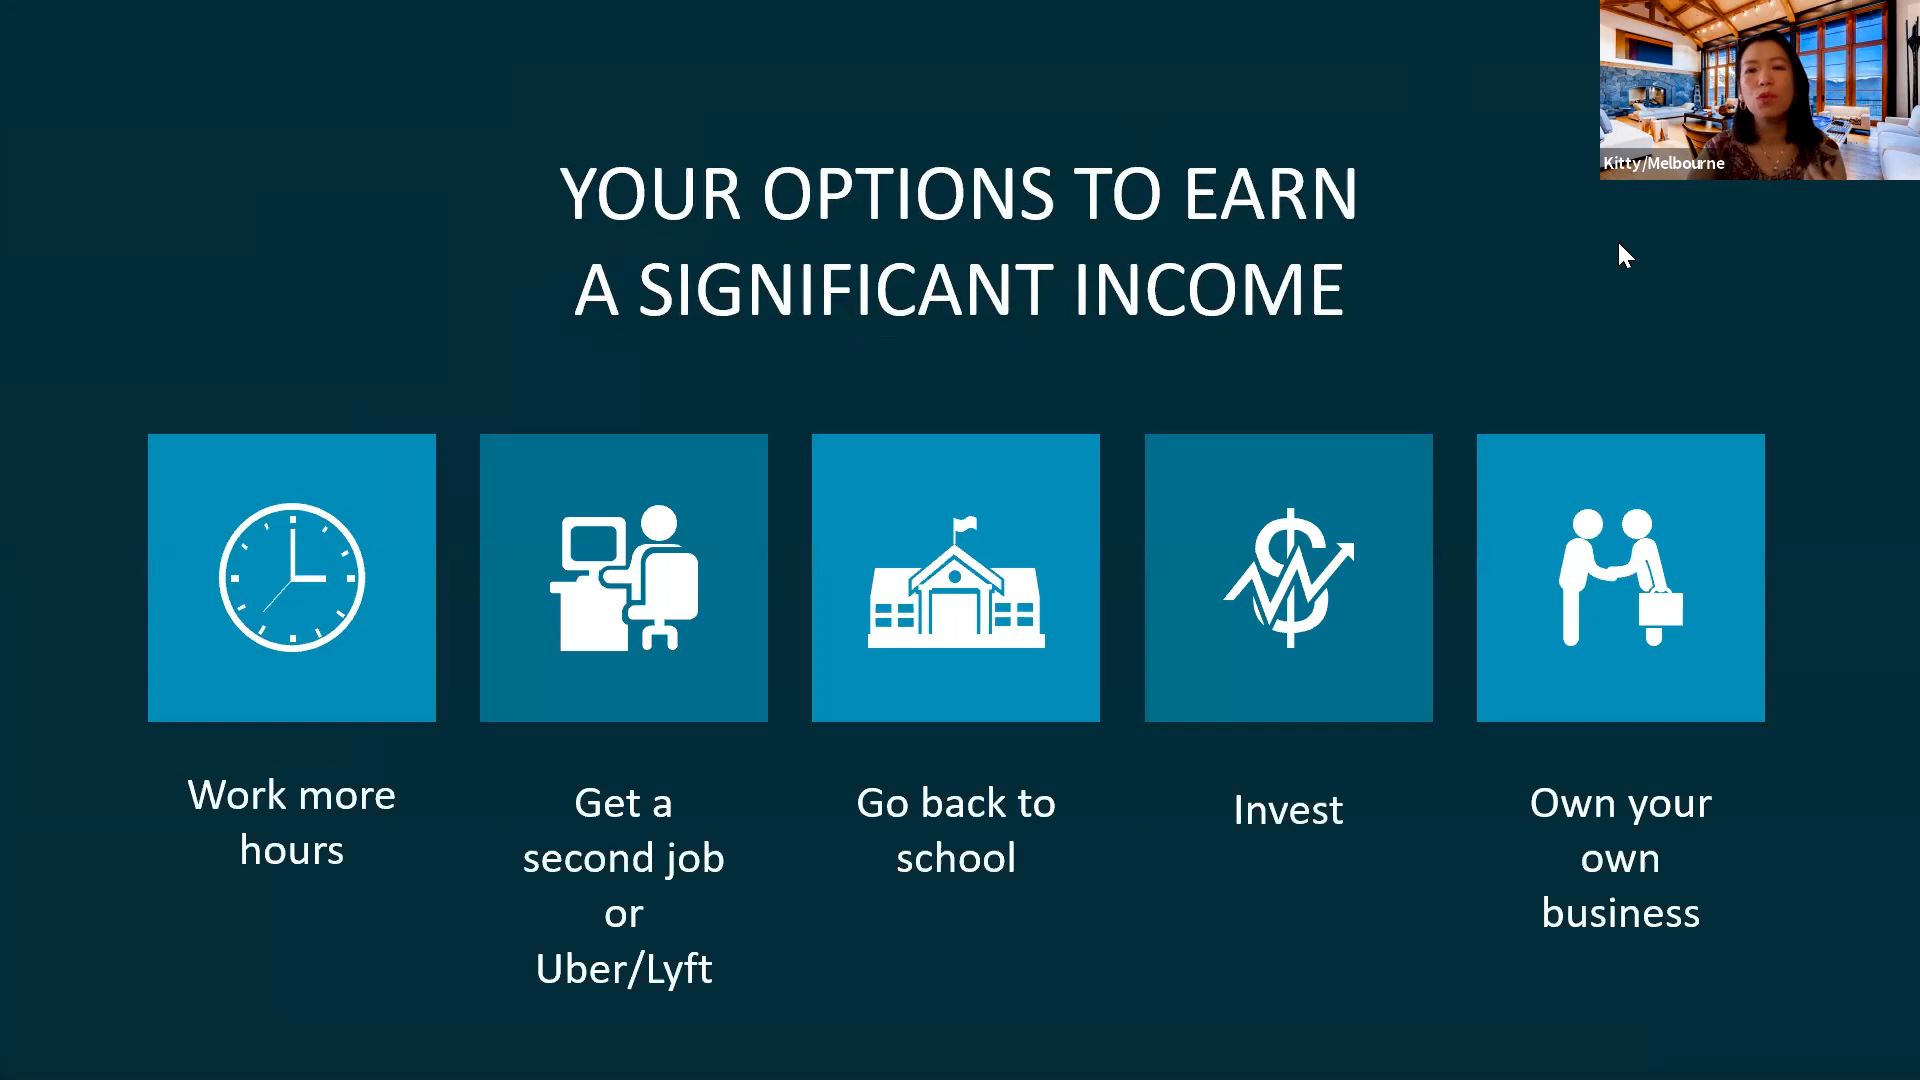 Kitty/Melbourne
YOUR OPTIONS TO EARN
A SIGNIFICANT INCOME
Work more
hours
Get a
second job
or
Uber/Lyft
Go back to
school
Invest
Own your
own
business